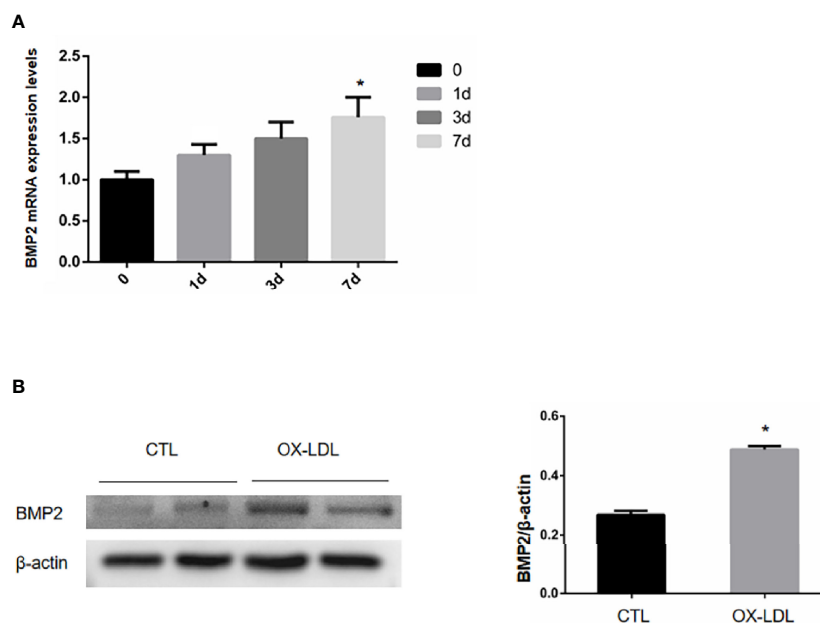 A
BMP2 mRNA expression levels
2.5
2.0
1.5
1.0
0.5
0.0
*
0
1d
3d
7d
0
1d
3d
7d
B
CTL
OX-LDL
BMP2
β-actin
BMP2/β-actin
0.6
0.4
0.2
0.0
*
CTL
OX-LDL